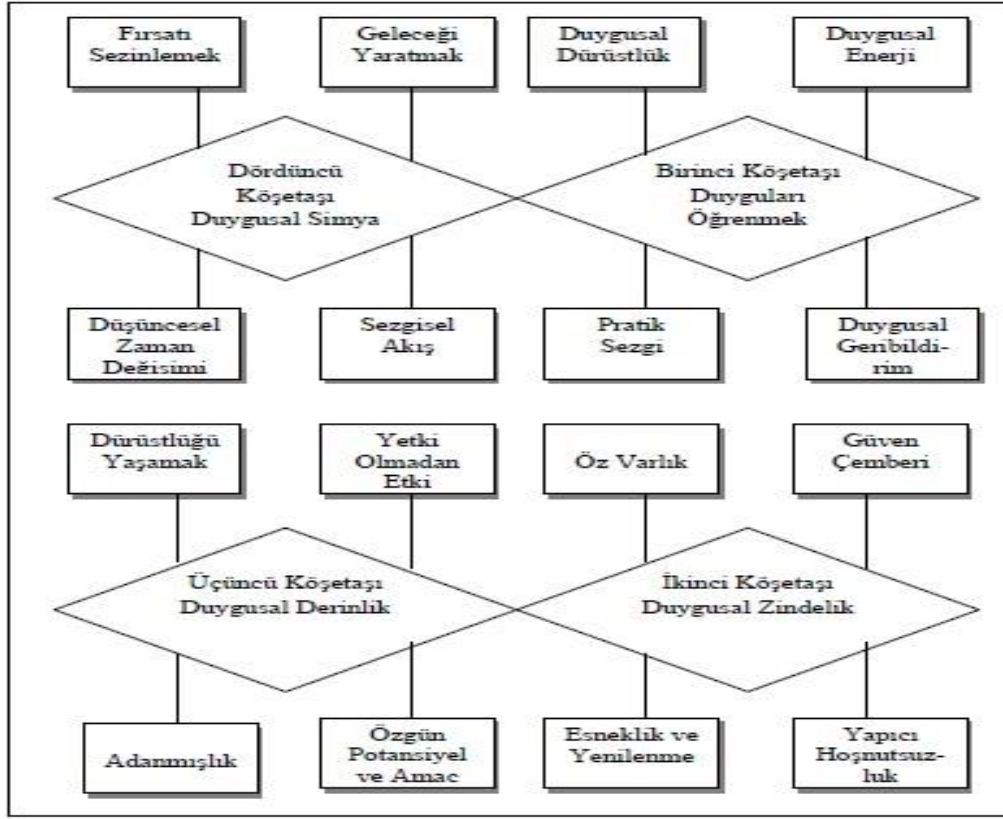 Fırsatı
Sezinlemek
Geleceği
Yaratmak
Duygusal
Dürüstlük
Duygusal
Enerji
Dördüncü
Köşetaşı
Duygusal Simya
Birinci Köşetaşı
Duyguları
Öğrenmek
Düşüncesel
Zaman
Değisimi
Sezgisel
Akış
Pratik
Sezgi
Duygusal
Geribildi-
rim
Dürüstlüğü
Yaşamak
Yetki
Olmadan
Etki
Öz Varlık
Güven
Çemberi
Üçüncü Köşetaşı
Duygusal Derinlik
İkinci Köşetaşı
Duygusal Zindelik
Adanmışlık
Özgün
Potansiyel
ve Amac
Esneklik ve
Yenilenme
Yapıcı
Hoşnutsuz-
luk